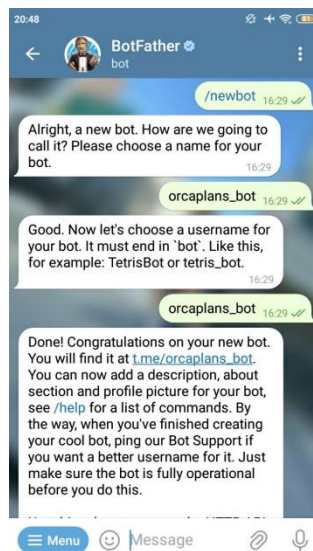 20:48
BotFather
bot
/newbot 16:29
Alright, a new bot. How are we going to
call it? Please choose a name for your
bot.
16:29
orcaplans_bot 16:29
Good. Now let's choose a username for
your bot. It must end in `bot`. Like this,
for example: TetrisBot or tetris_bot.
16:29
orcaplans_bot 16:29
Done! Congratulations on your new bot.
You will find it at t.me/orcaplans_bot.
You can now add a description, about
section and profile picture for your bot,
see /help for a list of commands. By
the way, when you've finished creating
your cool bot, ping our Bot Support if
you want a better username for it. Just
make sure the bot is fully operational
before you do this.
Menu
Message